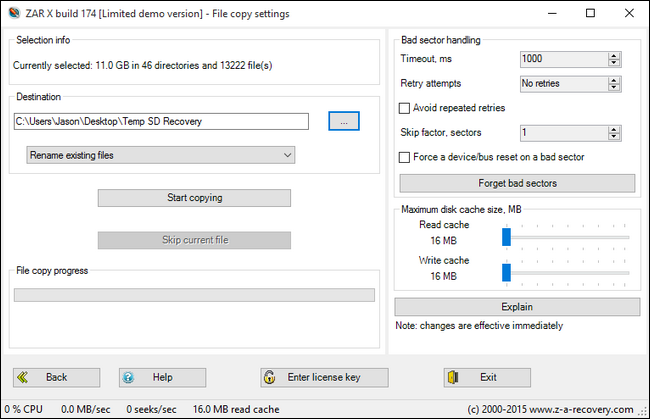 ZAR X build 174 [Limited demo version] - File copy settings
Selection info
Currently selected: 11.0 GB in 46 directories and 13222 file(s)
Destination
C:\Users\Jason\Desktop\Temp SD Recovery
...
Rename existing files
Start copying
Skip current file
File copy progress
Bad sector handling
Timeout, ms 1000
Retry attempts No retries
Avoid repeated retries
Skip factor, sectors 1
Force a device/bus reset on a bad sector
Forget bad sectors
Maximum disk cache size, MB
Read cache
16 MB
Write cache
16 MB
Explain
Note: changes are effective immediately
Back Help Enter license key Exit
0 % CPU 0.0 MB/sec 0 seeks/sec 16.0 MB read cache (c) 2000-2015 www.z-a-recovery.com